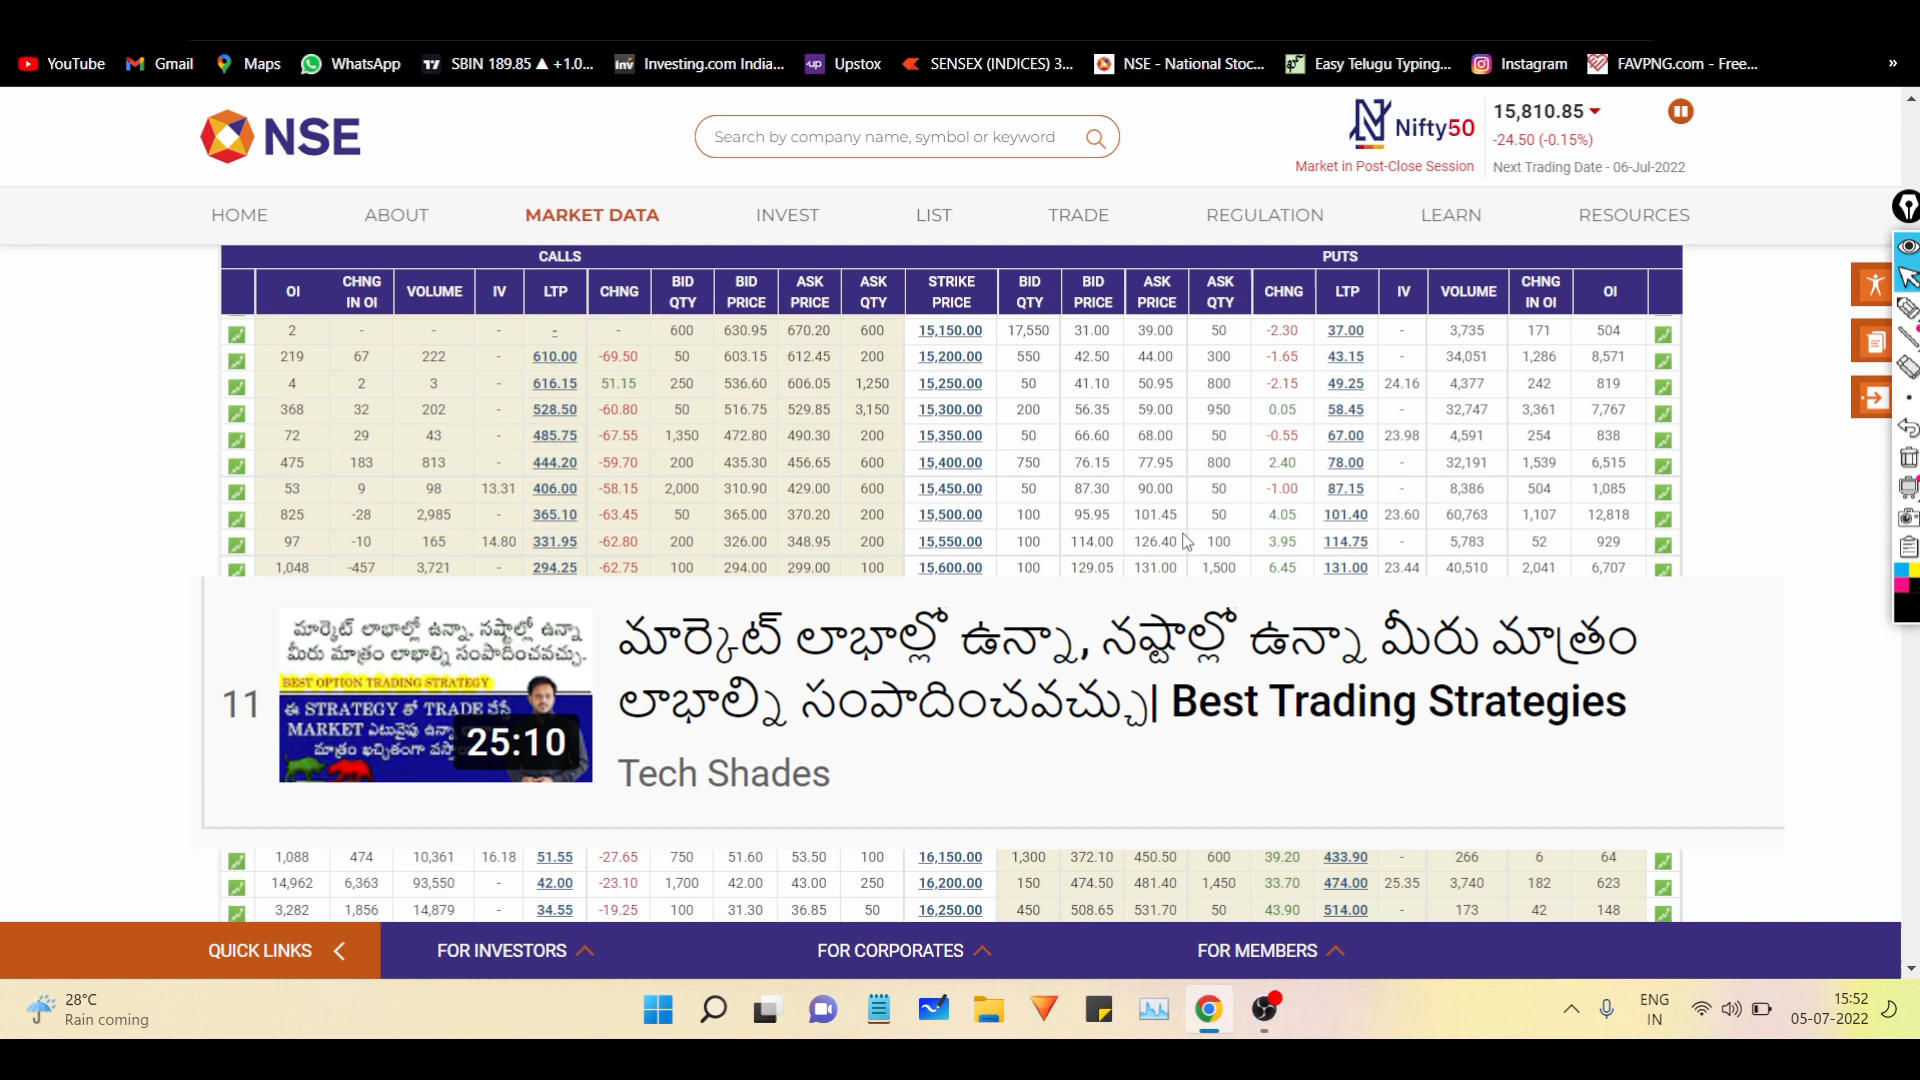 YouTube Gmail Maps WhatsApp SBIN 189.85 ▲ +1.0... Investing.com India... Upstox SENSEX (INDICES) 3... NSE - National Stoc... Easy Telugu Typing... Instagram FAVPNG.com - Free... »
NSE
Search by company name, symbol or keyword
Nifty50
15,810.85
-24.50 (-0.15%)
Market in Post-Close Session
Next Trading Date - 06-Jul-2022
HOME ABOUT MARKET DATA INVEST LIST TRADE REGULATION LEARN RESOURCES
CALLS PUTS
OI CHNG IN OI VOLUME IV LTP CHNG BID QTY BID PRICE ASK PRICE ASK QTY STRIKE PRICE BID QTY BID PRICE ASK PRICE ASK QTY CHNG LTP IV VOLUME CHNG IN OI OI
2 - - - - - 600 630.95 670.20 600 15,150.00 17,550 31.00 39.00 50 -2.30 37.00 - 3,735 171 504
219 67 222 - 610.00 -69.50 50 603.15 612.45 200 15,200.00 550 42.50 44.00 300 -1.65 43.15 - 34,051 1,286 8,571
4 2 3 - 616.15 51.15 250 536.60 606.05 1,250 15,250.00 50 41.10 50.95 800 -2.15 49.25 24.16 4,377 242 819
368 32 202 - 528.50 -60.80 50 516.75 529.85 3,150 15,300.00 200 56.35 59.00 950 0.05 58.45 - 32,747 3,361 7,767
72 29 43 - 485.75 -67.55 1,350 472.80 490.30 200 15,350.00 50 66.60 68.00 50 -0.55 67.00 23.98 4,591 254 838
475 183 813 - 444.20 -59.70 200 435.30 456.65 600 15,400.00 750 76.15 77.95 800 2.40 78.00 - 32,191 1,539 6,515
53 9 98 13.31 406.00 -58.15 2,000 310.90 429.00 600 15,450.00 50 87.30 90.00 50 -1.00 87.15 - 8,386 504 1,085
825 -28 2,985 - 365.10 -63.45 50 365.00 370.20 200 15,500.00 100 95.95 101.45 50 4.05 101.40 23.60 60,763 1,107 12,818
97 -10 165 14.80 331.95 -62.80 200 326.00 348.95 200 15,550.00 100 114.00 126.40 100 3.95 114.75 - 5,783 52 929
1,048 -457 3,721 - 294.25 -62.75 100 294.00 299.00 100 15,600.00 100 129.05 131.00 1,500 6.45 131.00 23.44 40,510 2,041 6,707
11
మార్కెట్ లాభాల్లో ఉన్నా, నష్టాల్లో ఉన్నా
మీరు మాత్రం లాభాల్ని సంపాదించవచ్చు.
BEST OPTION TRADING STRATEGY
ఈ STRATEGY తో TRADE చేస్తే
MARKET ఎటువైపు ఉన్నా
మాత్రం ఖచ్చితంగా
25:10
మార్కెట్ లాభాల్లో ఉన్నా, నష్టాల్లో ఉన్నా మీరు మాత్రం
లాభాల్ని సంపాదించవచ్చు| Best Trading Strategies
Tech Shades
1,088 474 10,361 16.18 51.55 -27.65 750 51.60 53.50 100 16,150.00 1,300 372.10 450.50 600 39.20 433.90 - 266 6 64
14,962 6,363 93,550 - 42.00 -23.10 1,700 42.00 43.00 250 16,200.00 150 474.50 481.40 1,450 33.70 474.00 25.35 3,740 182 623
3,282 1,856 14,879 - 34.55 -19.25 100 31.30 36.85 50 16,250.00 450 508.65 531.70 50 43.90 514.00 - 173 42 148
QUICK LINKS FOR INVESTORS FOR CORPORATES FOR MEMBERS
28°C
Rain coming
ENG
IN
15:52
05-07-2022